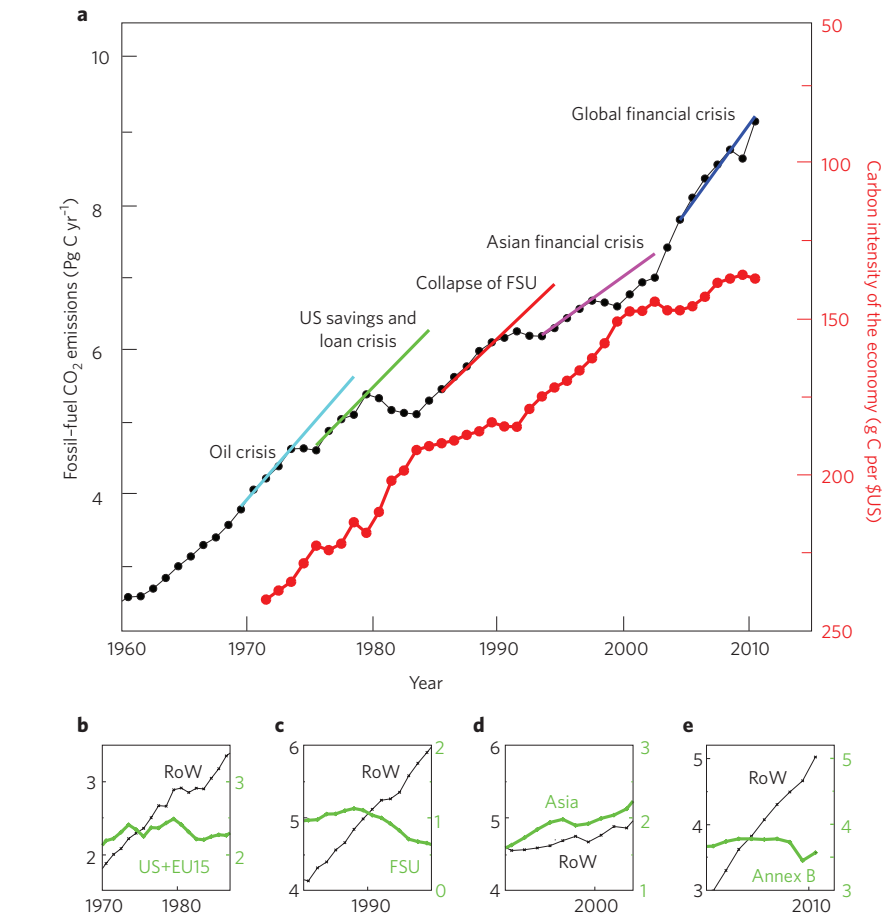 a
50
10
Global financial crisis
100
8
Asian financial crisis
Collapse of FSU
US savings and
loan crisis
150
6
Oil crisis
200
4
250
Fossil-fuel CO2 emissions (Pg C yr−1)
Carbon intensity of the economy (g C per $US)
1960 1970 1980 1990 2000 2010
Year
b
3
2
RoW
US+EU15
3
2
1970 1980
c
6
5
4
RoW
FSU
2
1
0
1990
d
6
5
4
Asia
RoW
3
2
1
2000
e
5
4
3
RoW
Annex B
5
4
3
2010